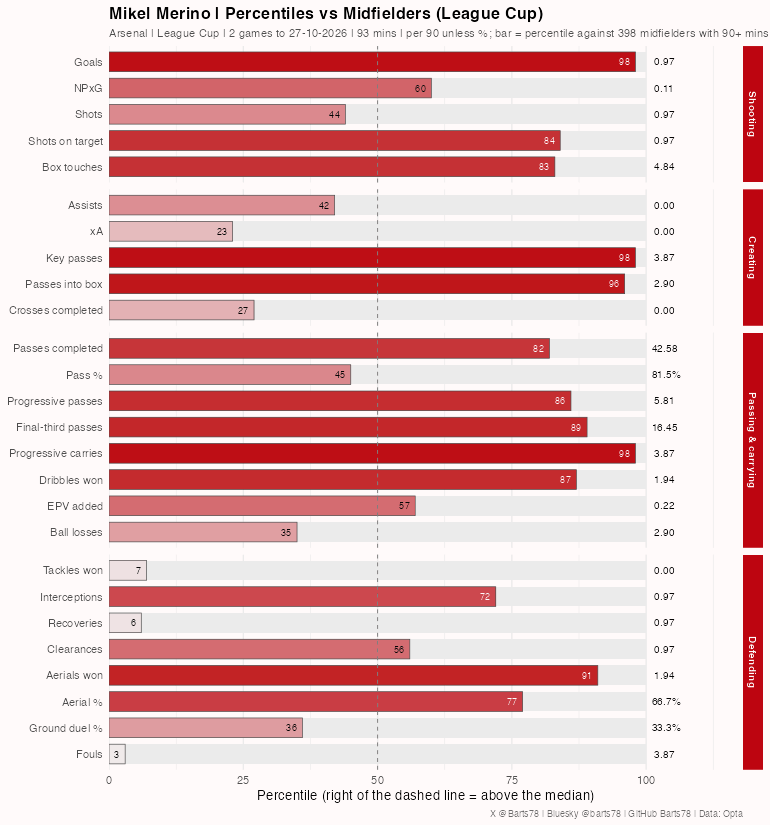 Mikel Merino | Percentiles vs Midfielders (League Cup)
Arsenal | League Cup | 2 games to 27-10-2026 | 93 mins | per 90 unless %; bar = percentile against 398 midfielders with 90+ mins
Goals 98 0.97
NPxG 60 0.11
Shots 44 0.97
Shots on target 84 0.97
Box touches 83 4.84
Shooting
Assists 42 0.00
xA 23 0.00
Key passes 98 3.87
Passes into box 96 2.90
Crosses completed 27 0.00
Creating
Passes completed 82 42.58
Pass % 45 81.5%
Progressive passes 86 5.81
Final-third passes 89 16.45
Progressive carries 98 3.87
Dribbles won 87 1.94
EPV added 57 0.22
Ball losses 35 2.90
Passing & carrying
Tackles won 7 0.00
Interceptions 72 0.97
Recoveries 6 0.97
Clearances 56 0.97
Aerials won 91 1.94
Aerial % 77 66.7%
Ground duel % 36 33.3%
Fouls 3 3.87
Defending
0 25 50 75 100
Percentile (right of the dashed line = above the median)
X @Barts78 | Bluesky @barts78 | GitHub Barts78 | Data: Opta